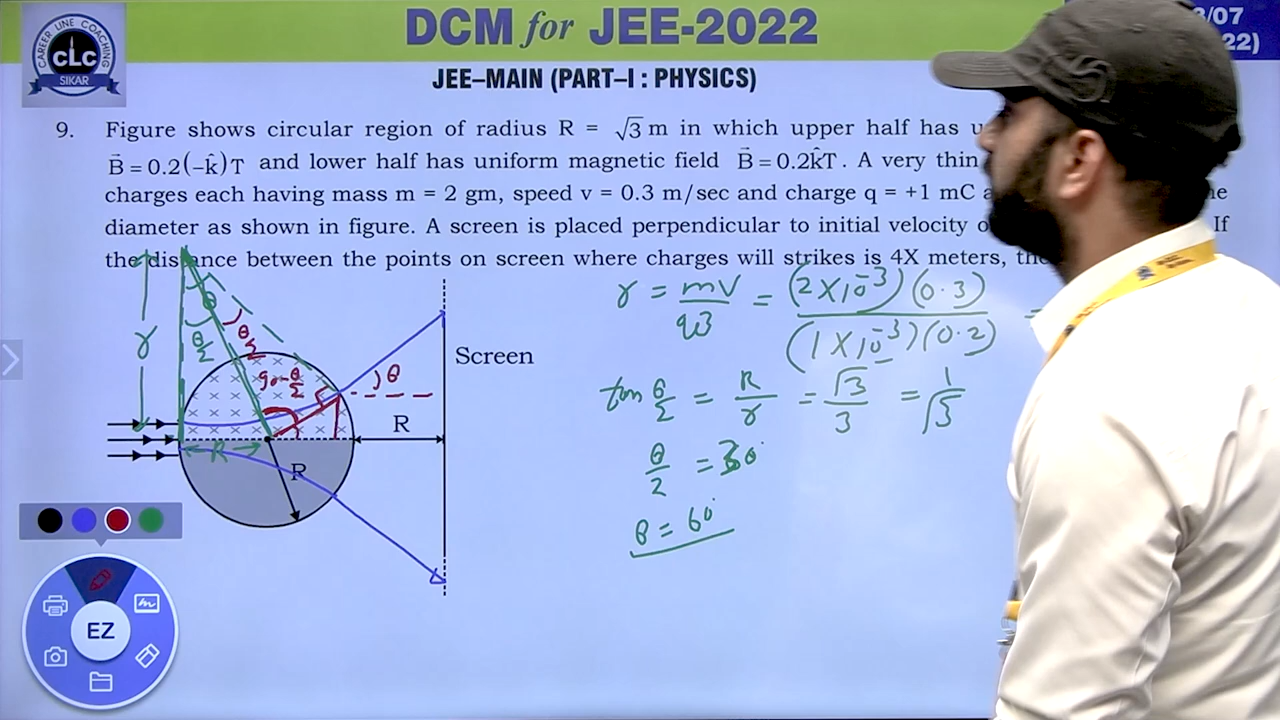 DCM for JEE-2022
/07
22)
CAREER LINE COACHING
CLC
SIKAR
JEE–MAIN (PART–I : PHYSICS)
9. Figure shows circular region of radius R = √3 m in which upper half has
B⃗ = 0.2(−k̂)T and lower half has uniform magnetic field B⃗ = 0.2k̂T. A very thin
charges each having mass m = 2 gm, speed v = 0.3 m/sec and charge q = +1 mC
diameter as shown in figure. A screen is placed perpendicular to initial velocity If
the distance between the points on screen where charges will strikes is 4X meters,
r = mv/qB = (2×10⁻³)(0.3)/(1×10⁻³)(0.2) =
tan θ/2 = R/r = √3/3 = 1/√3
θ/2 = 30°
θ = 60°
r
θ
θ/2
θ/2
90-θ/2
θ
Screen
R
R
R
EZ